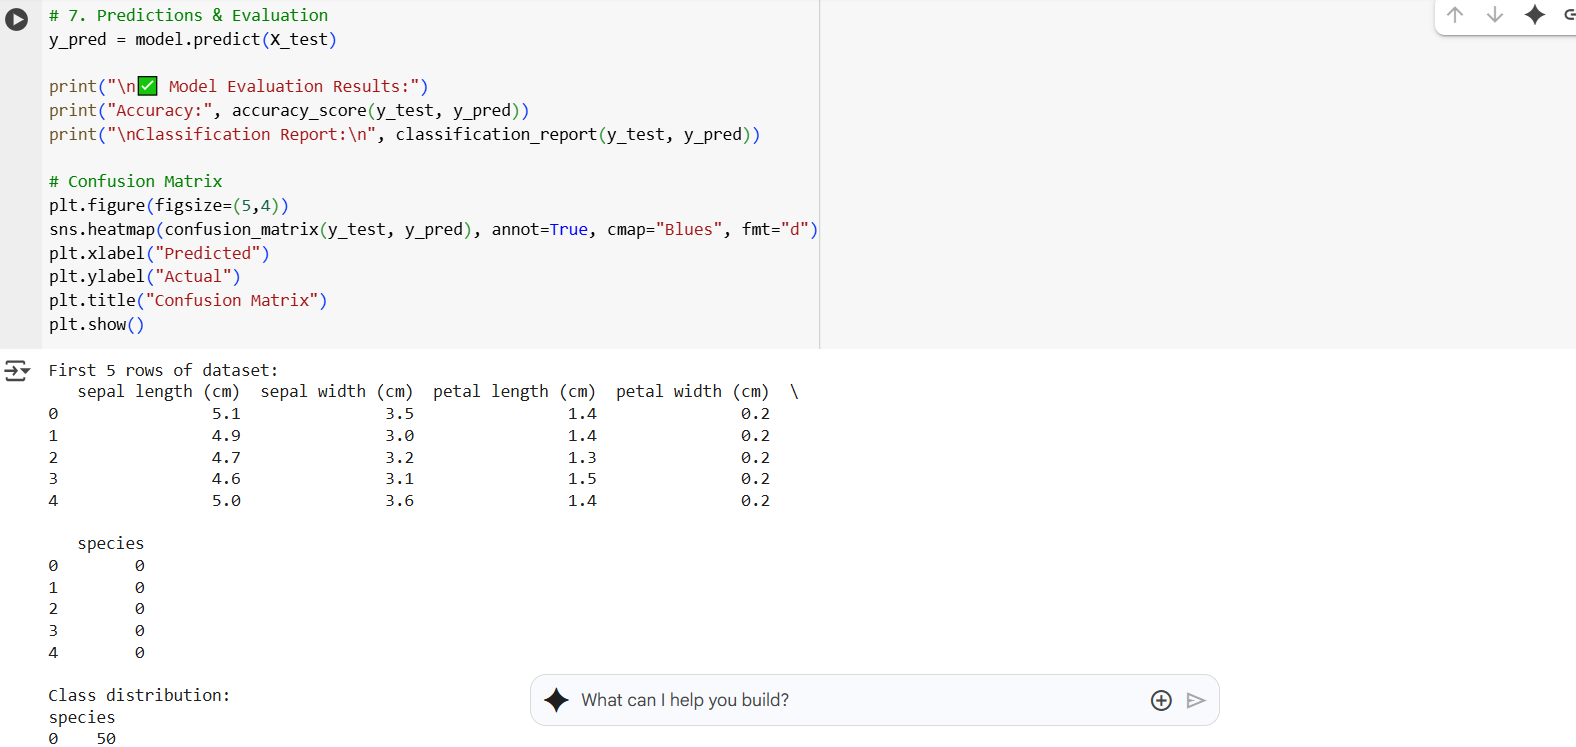 # 7. Predictions & Evaluation
y_pred = model.predict(X_test)
print("\n✅ Model Evaluation Results:")
print("Accuracy:", accuracy_score(y_test, y_pred))
print("\nClassification Report:\n", classification_report(y_test, y_pred))
# Confusion Matrix
plt.figure(figsize=(5,4))
sns.heatmap(confusion_matrix(y_test, y_pred), annot=True, cmap="Blues", fmt="d")
plt.xlabel("Predicted")
plt.ylabel("Actual")
plt.title("Confusion Matrix")
plt.show()
First 5 rows of dataset:
sepal length (cm)  sepal width (cm)  petal length (cm)  petal width (cm)  \
0 5.1 3.5 1.4 0.2
1 4.9 3.0 1.4 0.2
2 4.7 3.2 1.3 0.2
3 4.6 3.1 1.5 0.2
4 5.0 3.6 1.4 0.2
species
0 0
1 0
2 0
3 0
4 0
Class distribution:
species
0 50
What can I help you build?